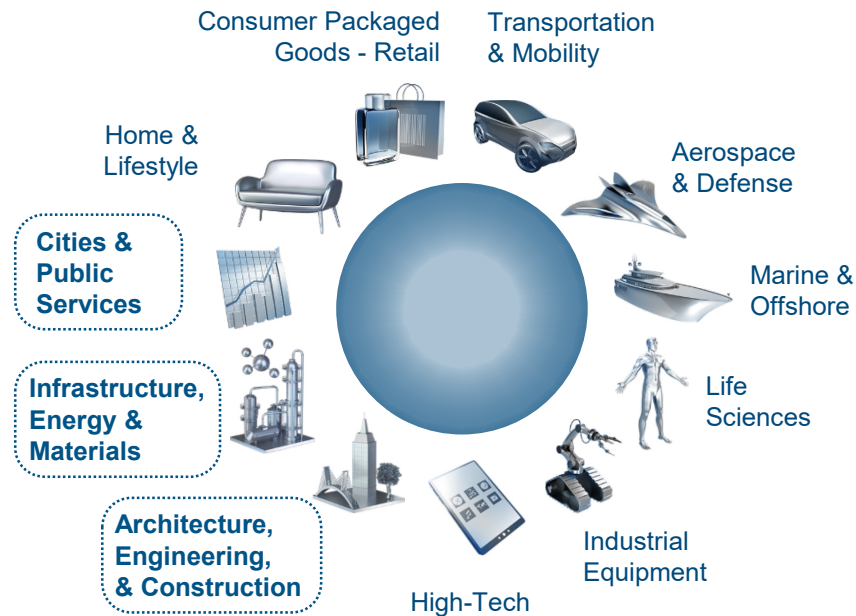 Consumer Packaged
Goods - Retail
Transportation
& Mobility
Home &
Lifestyle
Aerospace
& Defense
Cities &
Public
Services
Marine &
Offshore
Infrastructure,
Energy &
Materials
Life
Sciences
Architecture,
Engineering,
& Construction
Industrial
Equipment
High-Tech